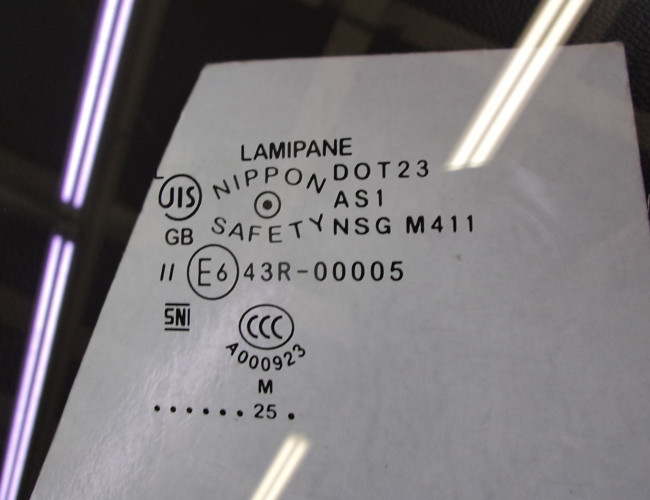 LAMIPANE
NIPPON DOT23
JIS AS1
GB SAFETY NSG M411
II E6 43R-00005
SNI
CCC
A000923
M
...... 25 .